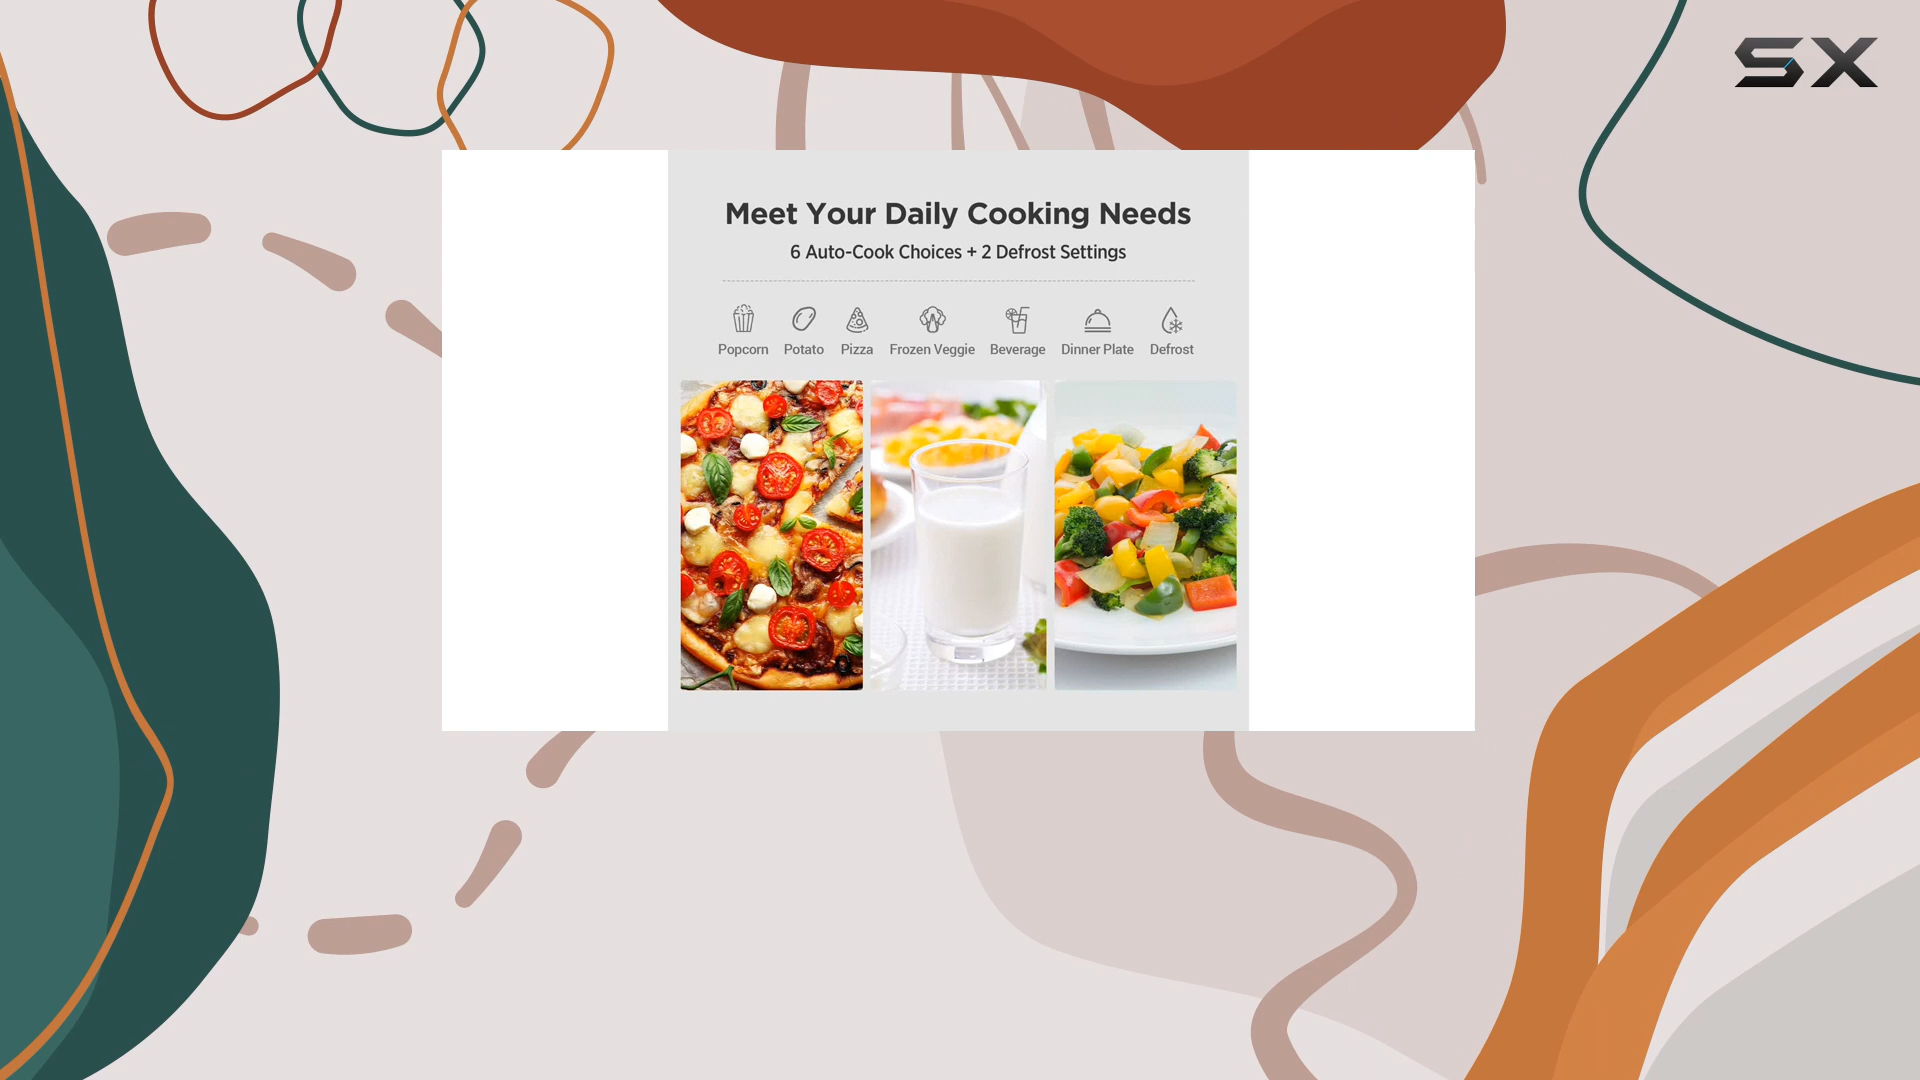 SX
Meet Your Daily Cooking Needs
6 Auto-Cook Choices + 2 Defrost Settings
Popcorn Potato Pizza Frozen Veggie Beverage Dinner Plate Defrost